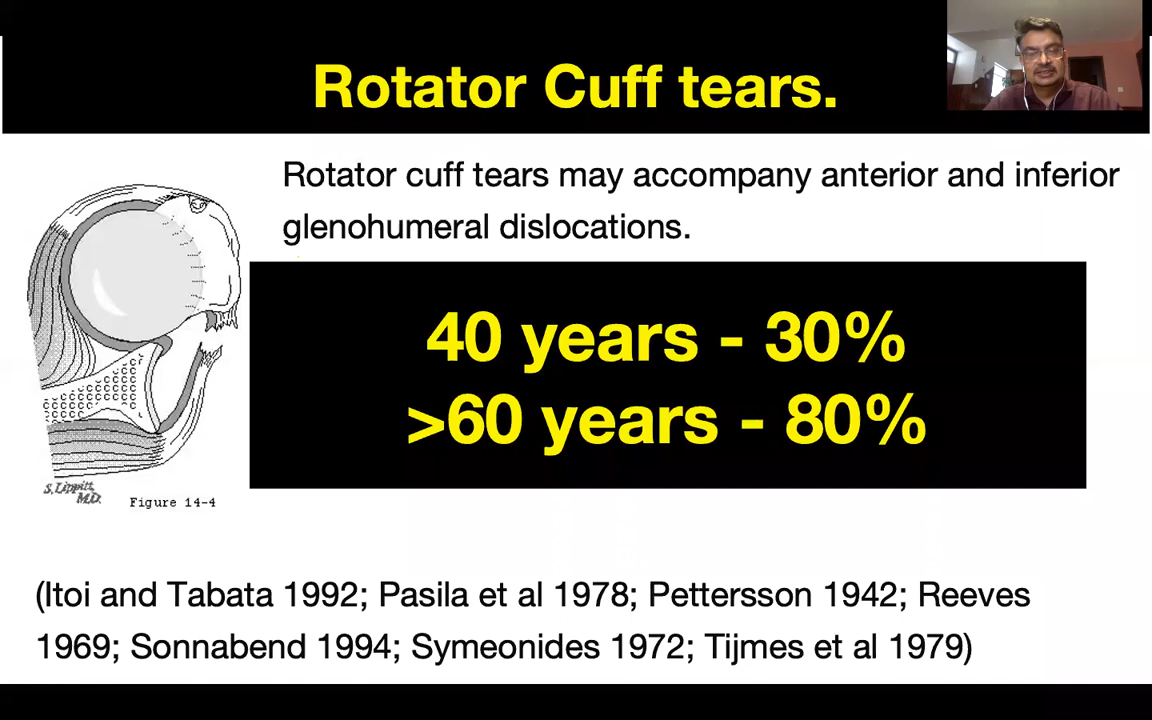 Rotator Cuff tears.
Rotator cuff tears may accompany anterior and inferior
glenohumeral dislocations.
40 years - 30%
>60 years - 80%
S. Lippitt, M.D.
Figure 14-4
(Itoi and Tabata 1992; Pasila et al 1978; Pettersson 1942; Reeves
1969; Sonnabend 1994; Symeonides 1972; Tijmes et al 1979)